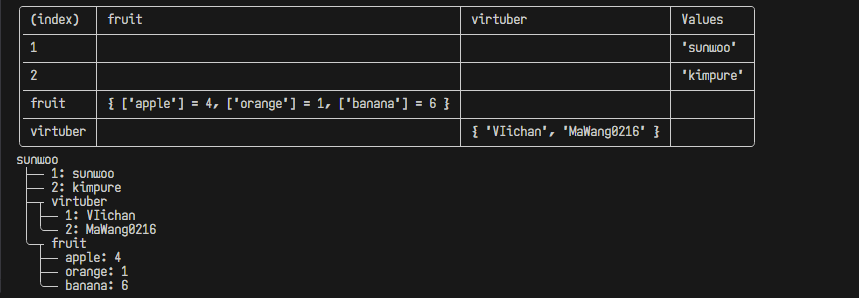 (index) fruit virtuber Values
1 'sunwoo'
2 'kimpure'
fruit { ['apple'] = 4, ['orange'] = 1, ['banana'] = 6 }
virtuber { 'VIichan', 'MaWang0216' }
sunwoo
1: sunwoo
2: kimpure
virtuber
1: VIichan
2: MaWang0216
fruit
apple: 4
orange: 1
banana: 6